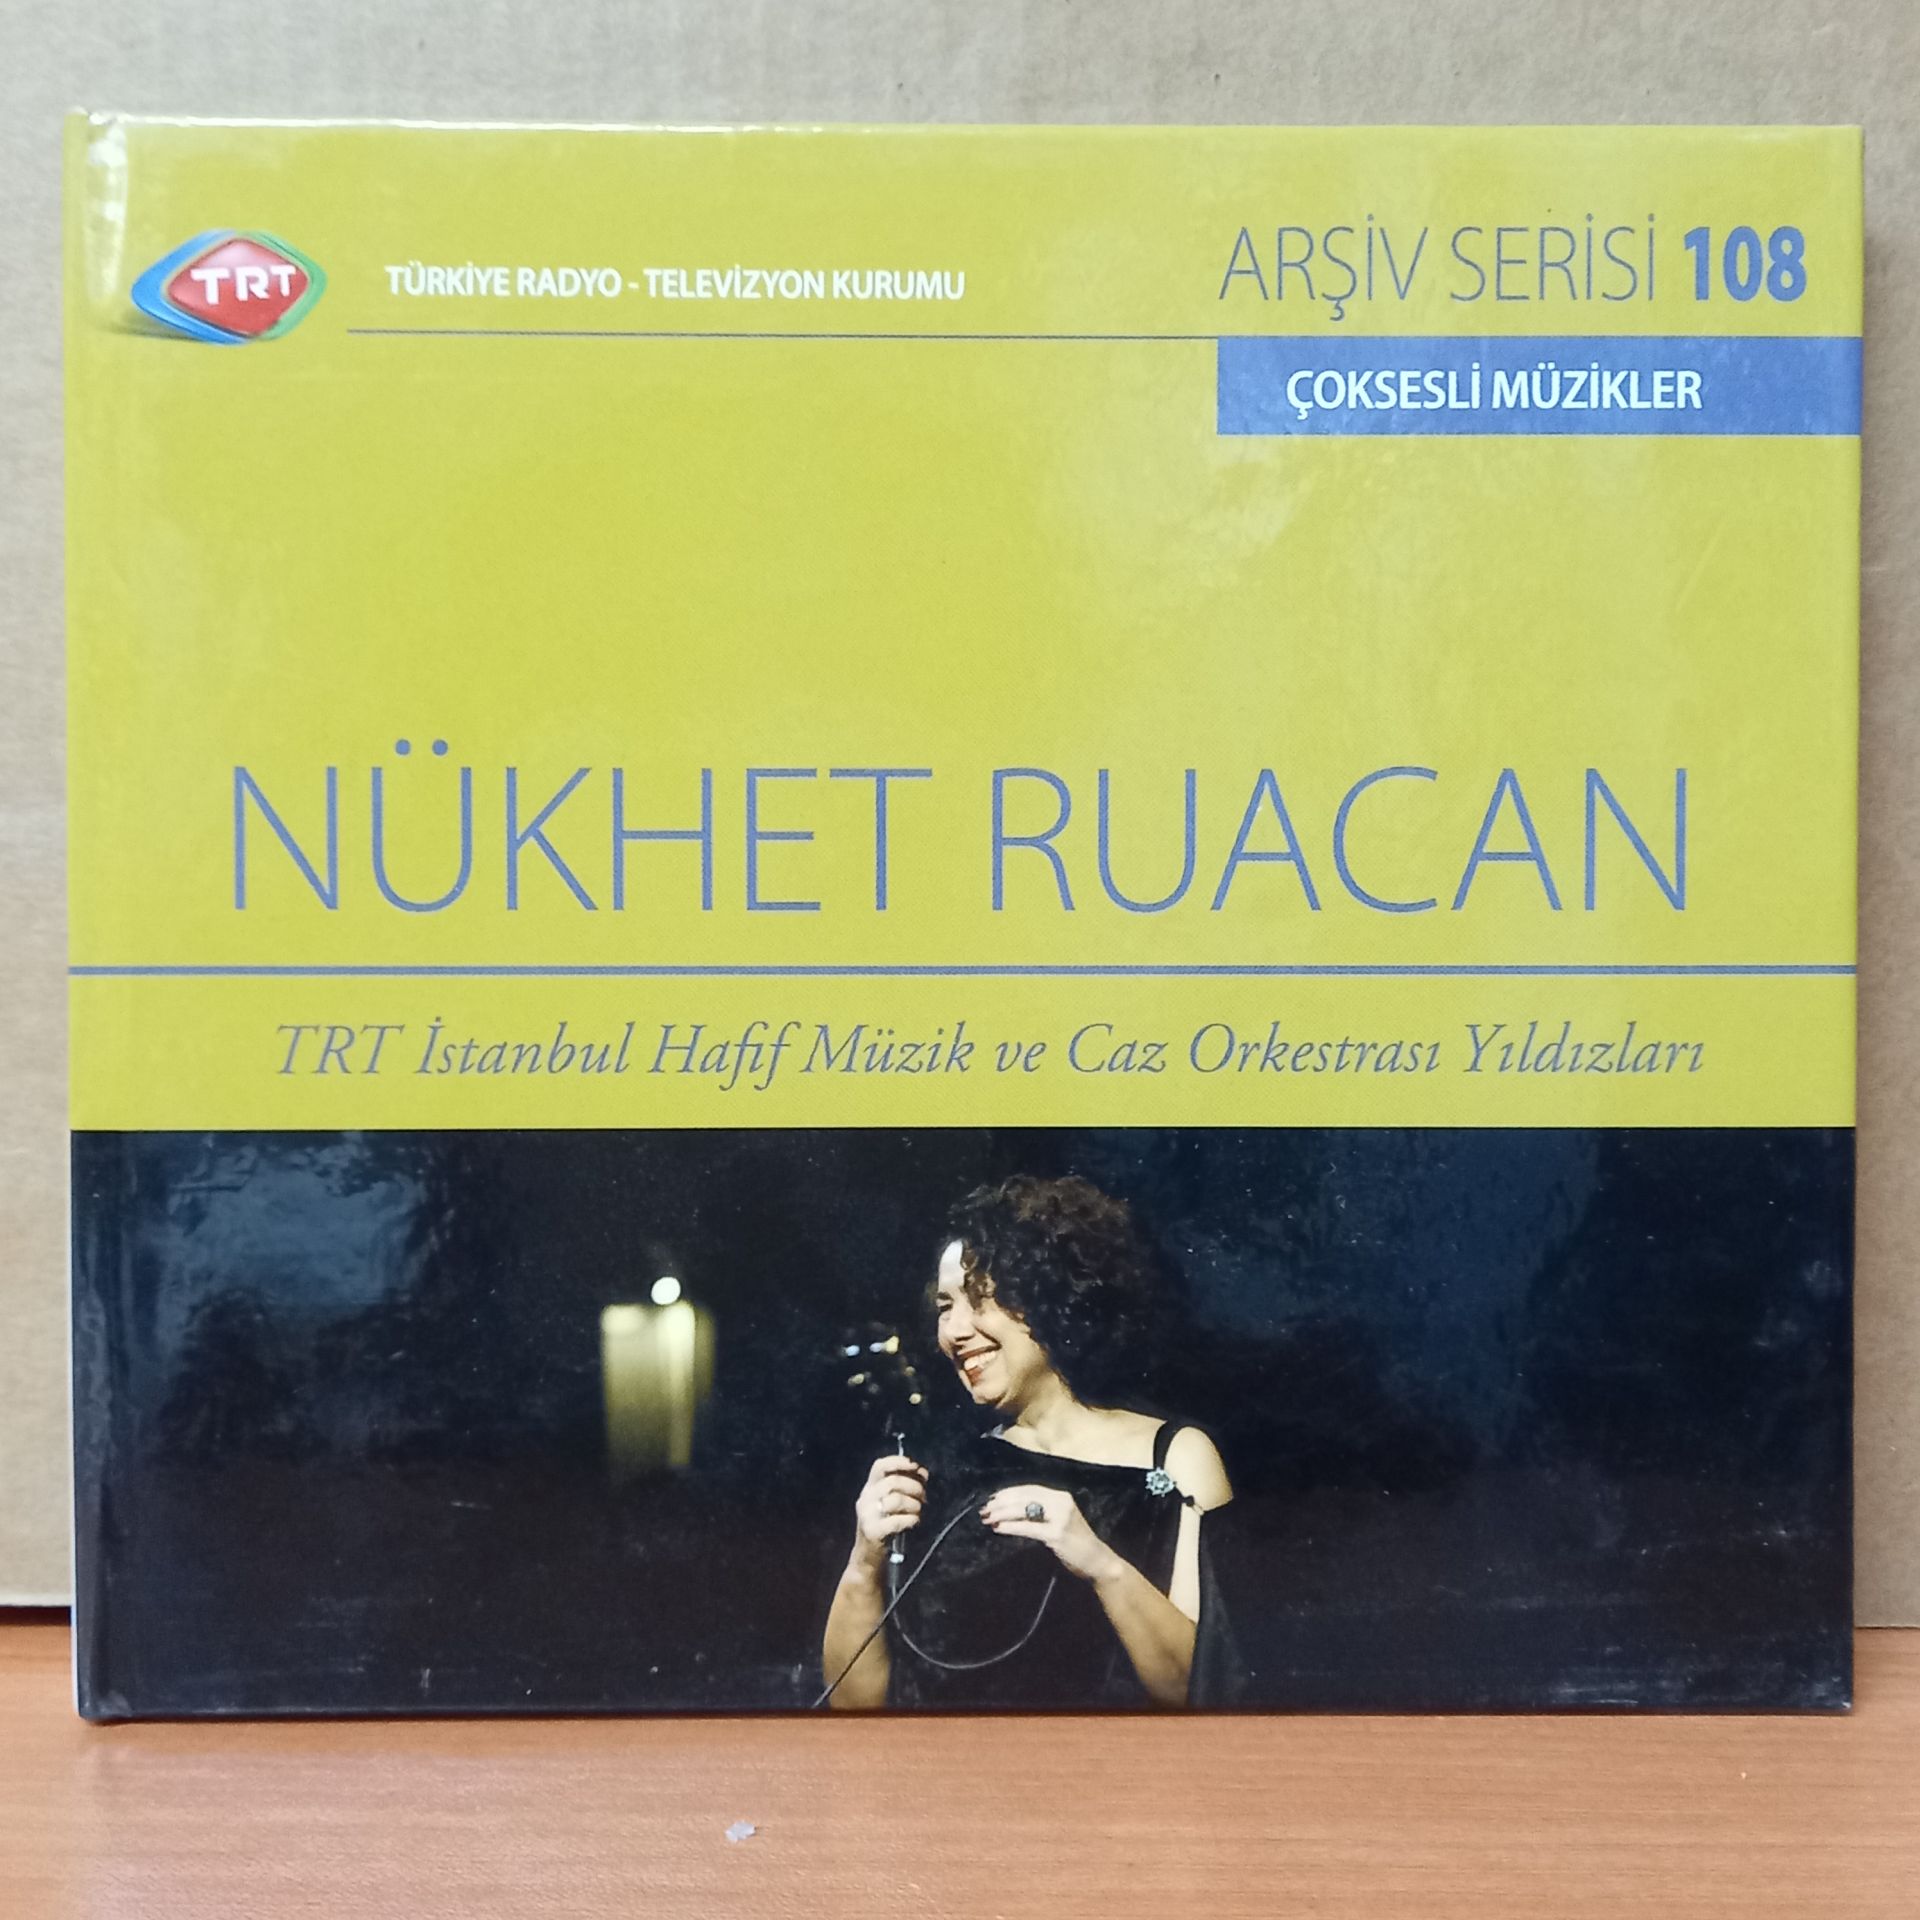 TRT
TÜRKİYE RADYO - TELEVİZYON KURUMU
ARŞİV SERİSİ 108
ÇOKSESLİ MÜZİKLER
NÜKHET RUACAN
TRT İstanbul Hafif Müzik ve Caz Orkestrası Yıldızları